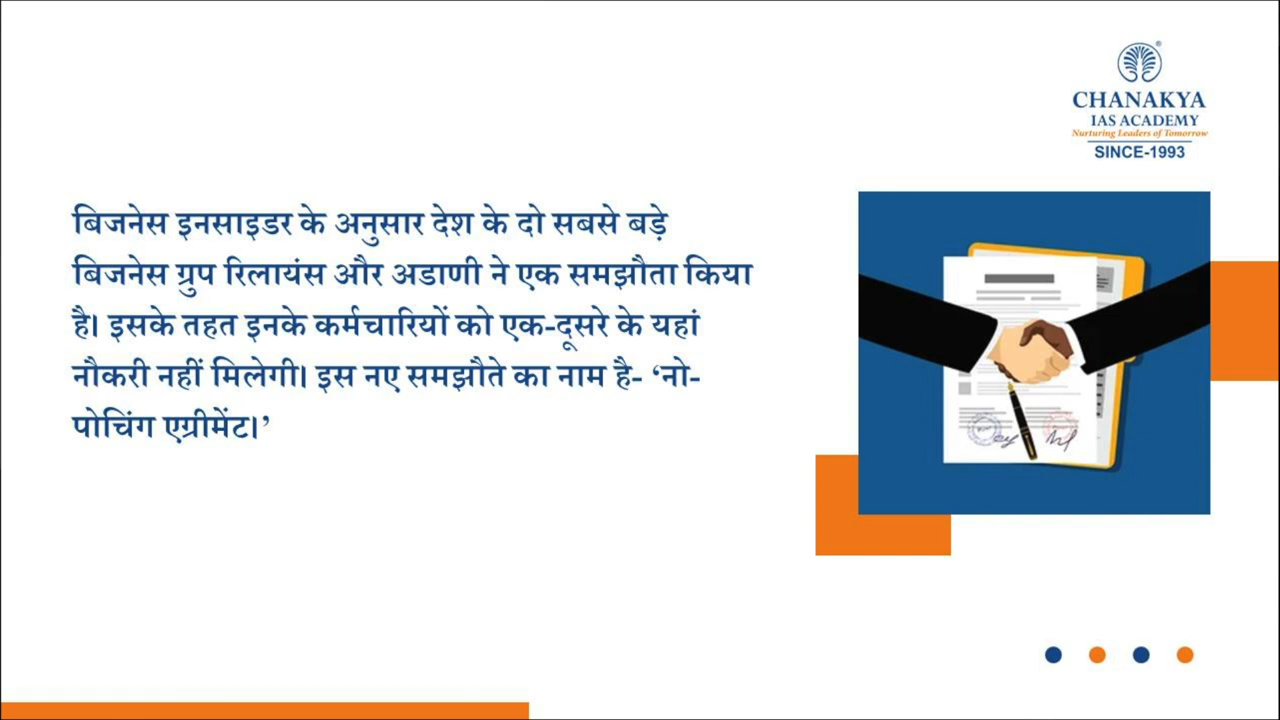 CHANAKYA
IAS ACADEMY
Nurturing Leaders of Tomorrow
SINCE-1993
बिजनेस इनसाइडर के अनुसार देश के दो सबसे बड़े
बिजनेस ग्रुप रिलायंस और अडाणी ने एक समझौता किया
है। इसके तहत इनके कर्मचारियों को एक-दूसरे के यहां
नौकरी नहीं मिलेगी। इस नए समझौते का नाम है- ‘नो-
पोचिंग एग्रीमेंट।’